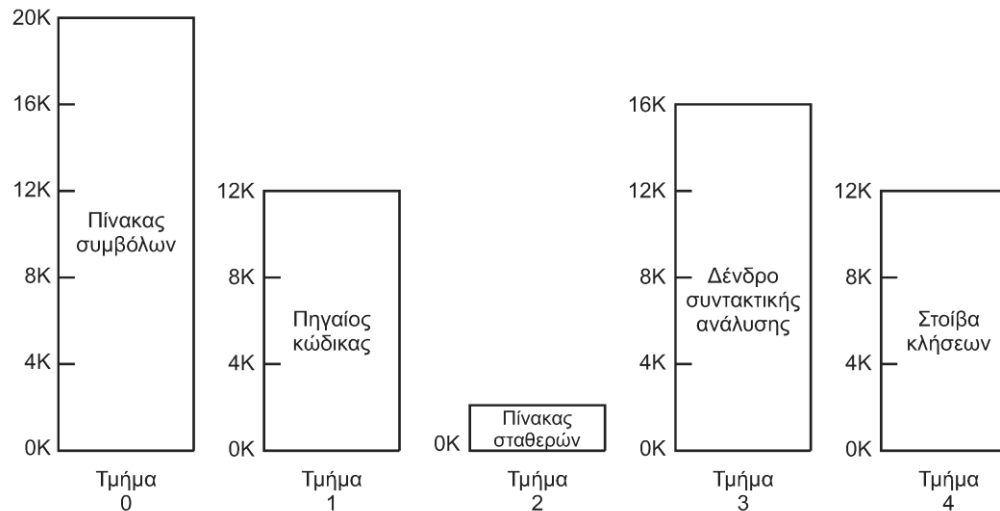 20K
16K
12K
8K
4K
0K
Πίνακας
συμβόλων
Τμήμα
0
12K
8K
4K
0K
Πηγαίος
κώδικας
Τμήμα
1
0K
Πίνακας
σταθερών
Τμήμα
2
16K
12K
8K
4K
0K
Δένδρο
συντακτικής
ανάλυσης
Τμήμα
3
12K
8K
4K
0K
Στοίβα
κλήσεων
Τμήμα
4